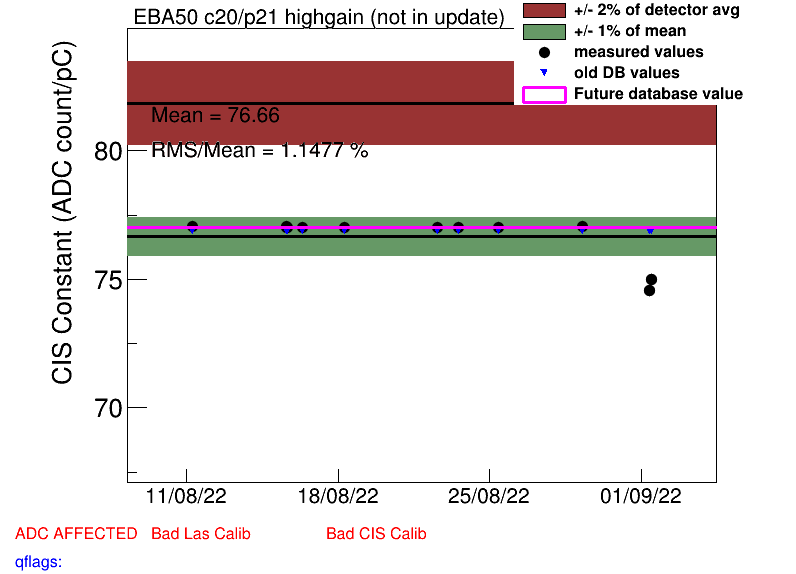 EBA50 c20/p21 highgain (not in update)
+/- 2% of detector avg
+/- 1% of mean
measured values
old DB values
Future database value
CIS Constant (ADC count/pC)
Mean = 76.66
RMS/Mean = 1.1477 %
80
75
70
11/08/22 18/08/22 25/08/22 01/09/22
ADC AFFECTED Bad Las Calib Bad CIS Calib
qflags: